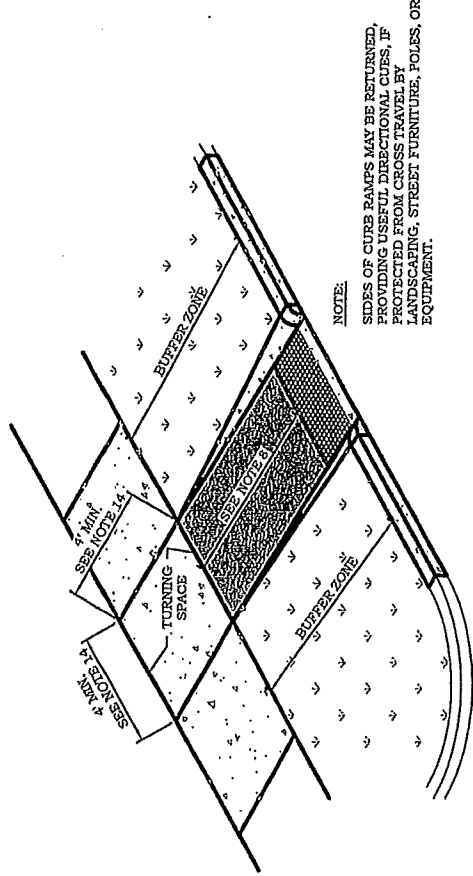 4' MIN.
SEE NOTE 14
4' MIN.
SEE NOTE 14
TURNING
SPACE
BUFFER ZONE
SEE NOTE 8
BUFFER ZONE
NOTE:
SIDES OF CURB RAMPS MAY BE RETURNED,
PROVIDING USEFUL DIRECTIONAL CUES, IF
PROTECTED FROM CROSS TRAVEL BY
LANDSCAPING, STREET FURNITURE, POLES, OR
EQUIPMENT.